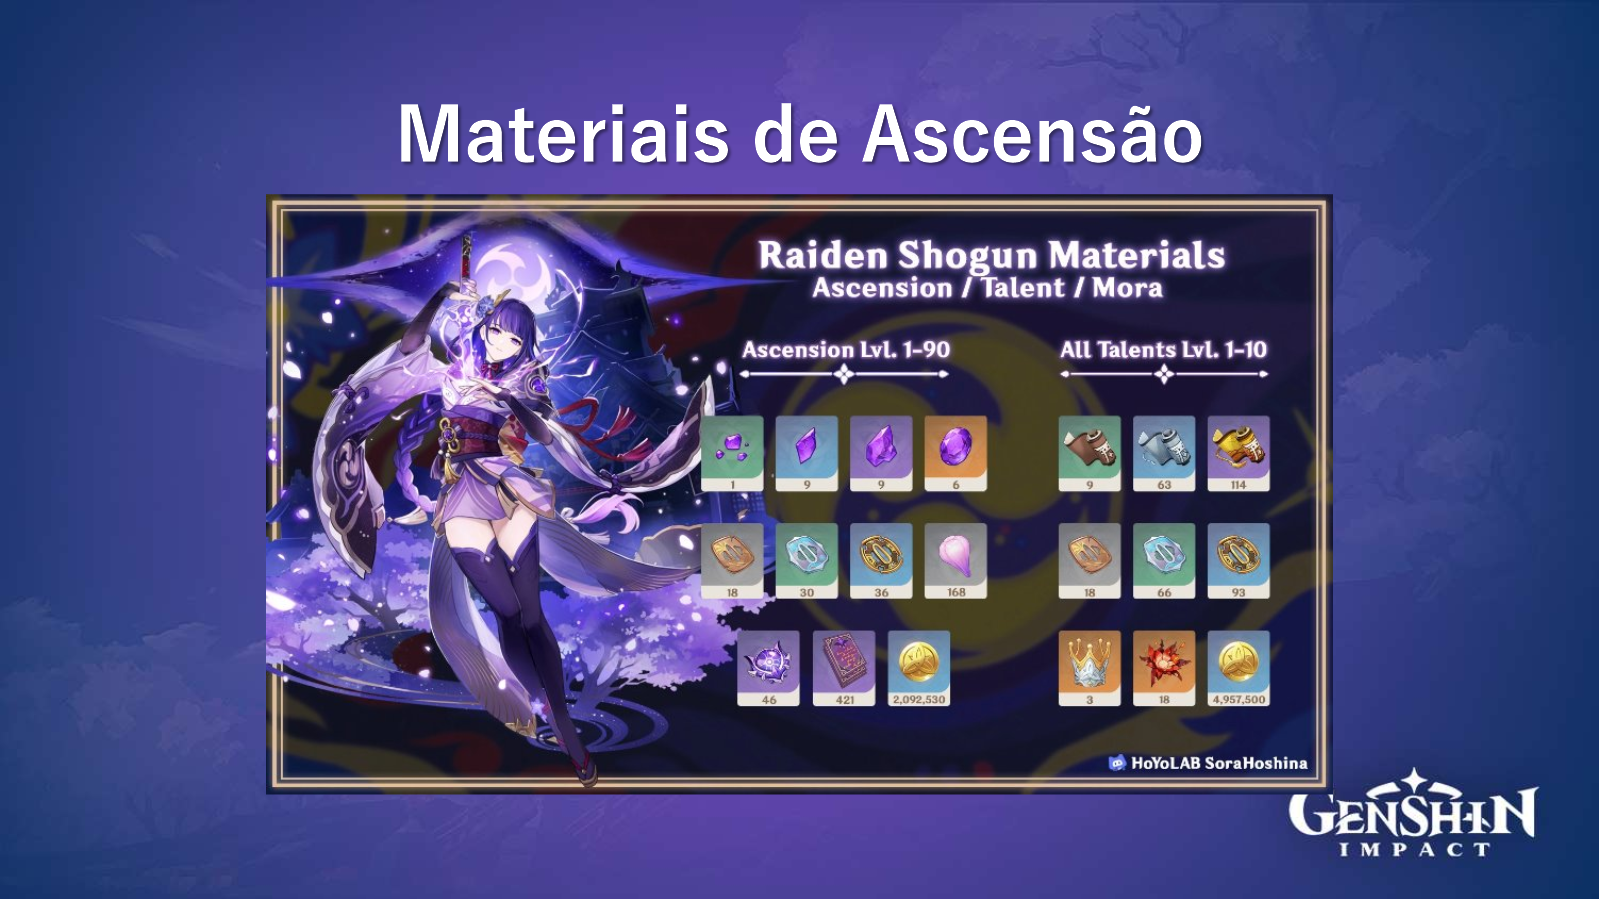 Materiais de Ascensão
Raiden Shogun Materials
Ascension / Talent / Mora
Ascension Lvl. 1-90
All Talents Lvl. 1-10
1 9 9 6
9 63 114
18 30 36 168
18 66 93
46 421 2,092,530
3 18 4,957,500
HoYoLAB SoraHoshina
GENSHIN
IMPACT